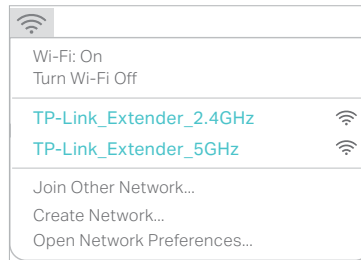 Wi-Fi: On
Turn Wi-Fi Off
TP-Link_Extender_2.4GHz
TP-Link_Extender_5GHz
Join Other Network...
Create Network...
Open Network Preferences...